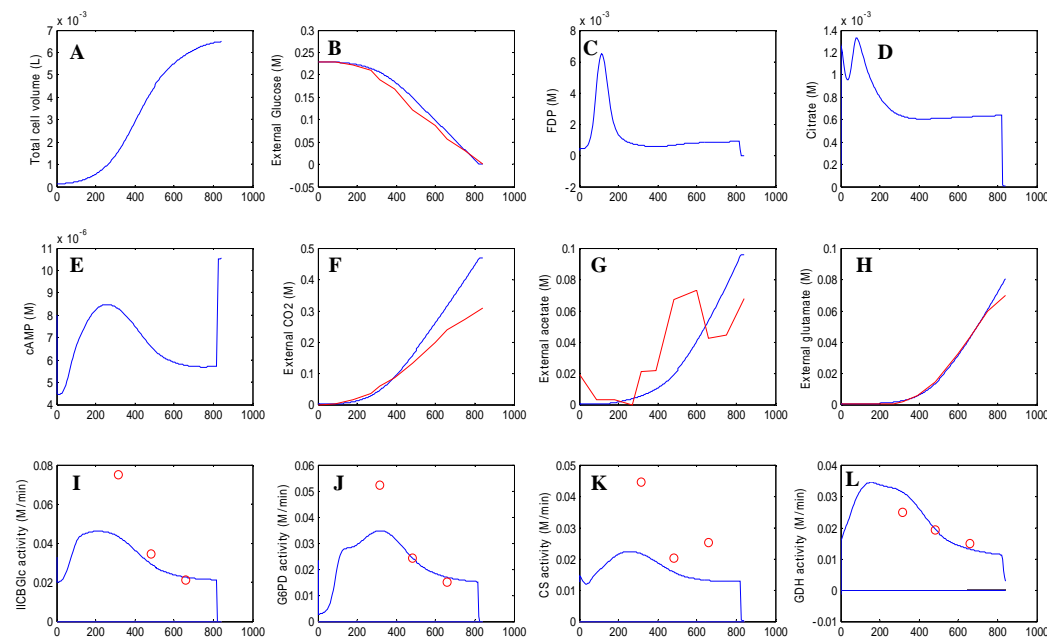 x 10^-3
7
6
5
4
3
2
1
0
0 200 400 600 800 1000
Total cell volume (L)
A
0.3
0.25
0.2
0.15
0.1
0.05
0
-0.05
0 200 400 600 800 1000
External Glucose (M)
B
x 10^-3
8
6
4
2
0
-2
0 200 400 600 800 1000
FDP (M)
C
x 10^-3
1.4
1.2
1
0.8
0.6
0.4
0.2
0
0 200 400 600 800 1000
Citrate (M)
D
x 10^-6
11
10
9
8
7
6
5
4
0 200 400 600 800 1000
cAMP (M)
E
0.5
0.4
0.3
0.2
0.1
0
0 200 400 600 800 1000
External CO2 (M)
F
0.1
0.08
0.06
0.04
0.02
0
0 200 400 600 800 1000
External acetate (M)
G
0.1
0.08
0.06
0.04
0.02
0
0 200 400 600 800 1000
External glutamate (M)
H
0.08
0.06
0.04
0.02
0
0 200 400 600 800 1000
IICBGlc activity (M/min)
I
0.06
0.05
0.04
0.03
0.02
0.01
0
0 200 400 600 800 1000
G6PD activity (M/min)
J
0.05
0.04
0.03
0.02
0.01
0
0 200 400 600 800 1000
CS activity (M/min)
K
0.04
0.03
0.02
0.01
0
-0.01
0 200 400 600 800 1000
GDH activity (M/min)
L